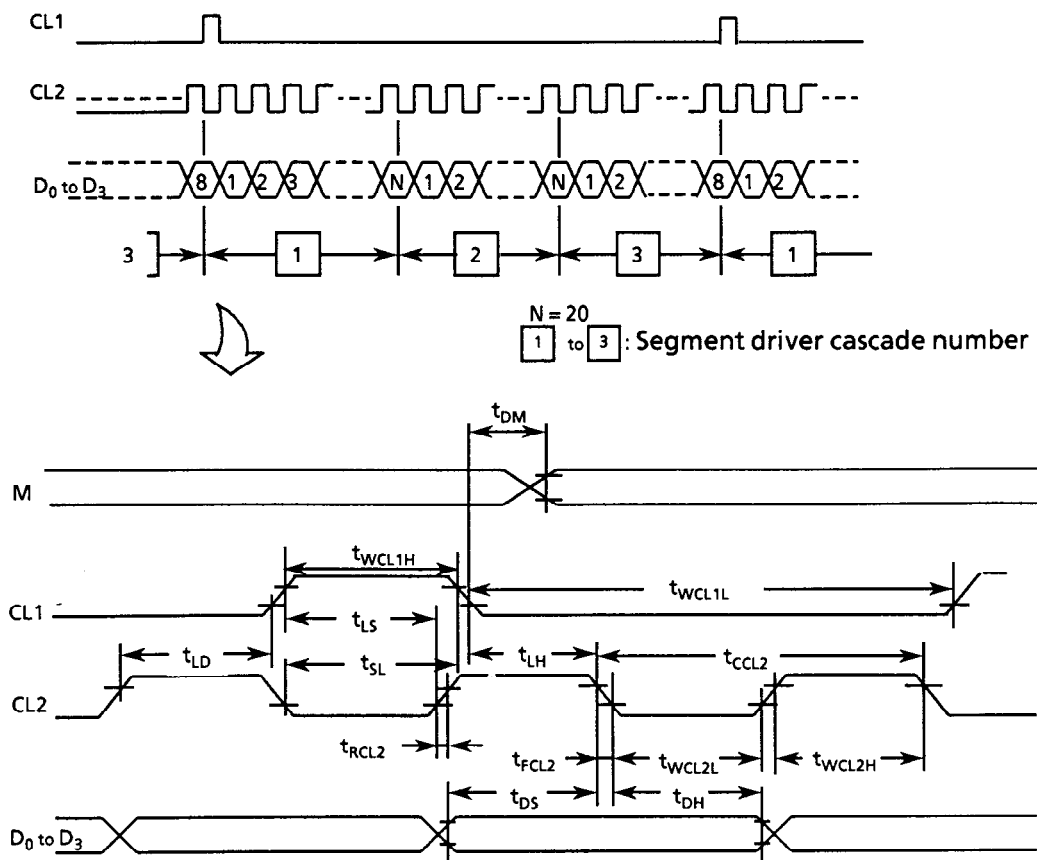 CL1
CL2
D0 to D3 8 1 2 3 N 1 2 N 1 2 8 1 2
3 1 2 3 1
N = 20
1 to 3 : Segment driver cascade number
tDM
M
tWCL1H
tWCL1L
CL1
tLS
tLD tSL tLH tCCL2
CL2
tRCL2 tFCL2 tWCL2L tWCL2H
tDS tDH
D0 to D3